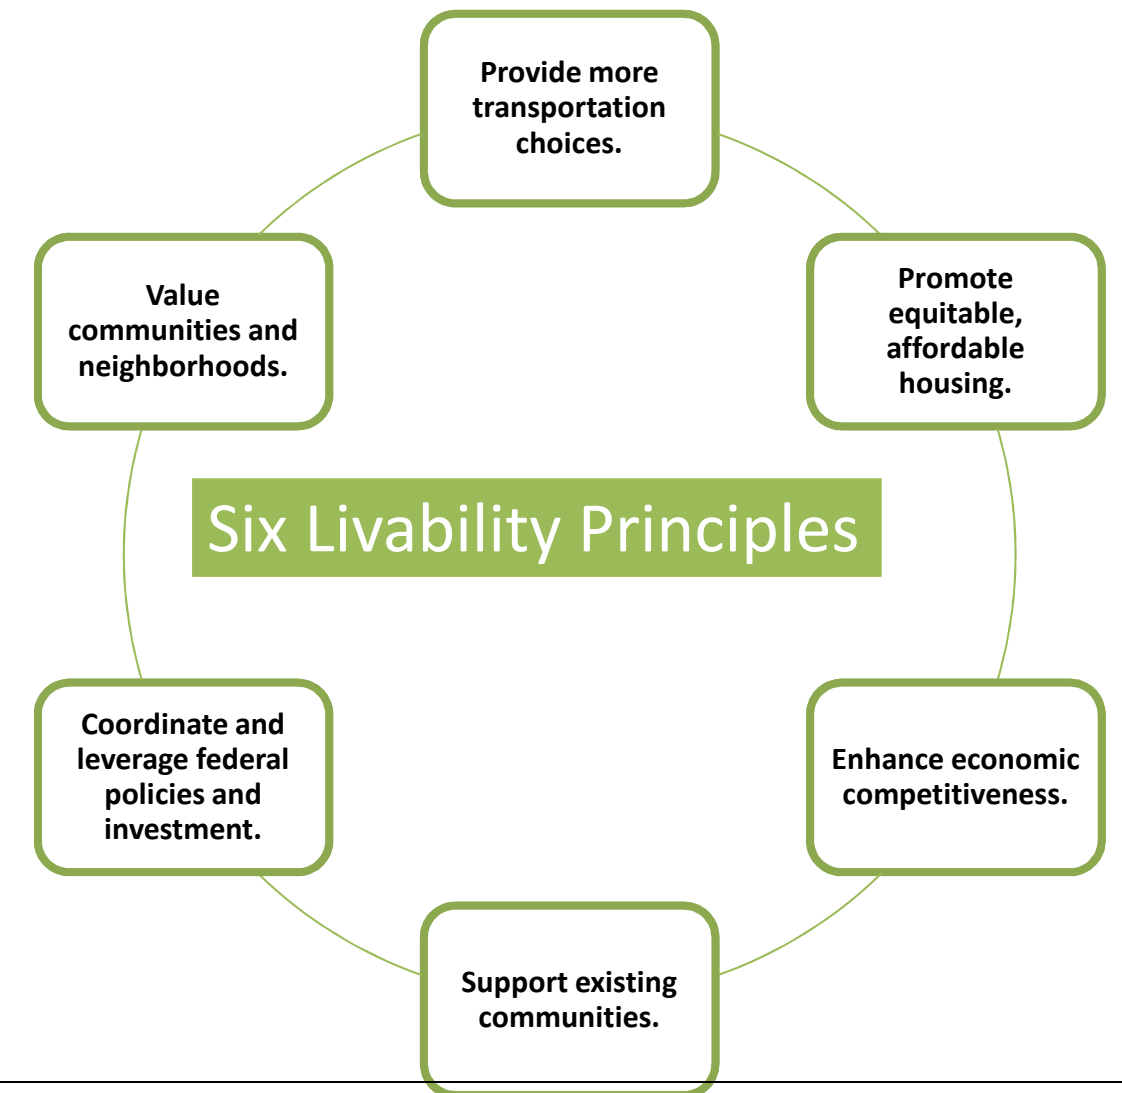 Provide more
transportation
choices.
Promote
equitable,
affordable
housing.
Enhance economic
competitiveness.
Support existing
communities.
Coordinate and
leverage federal
policies and
investment.
Value
communities and
neighborhoods.
Six Livability Principles